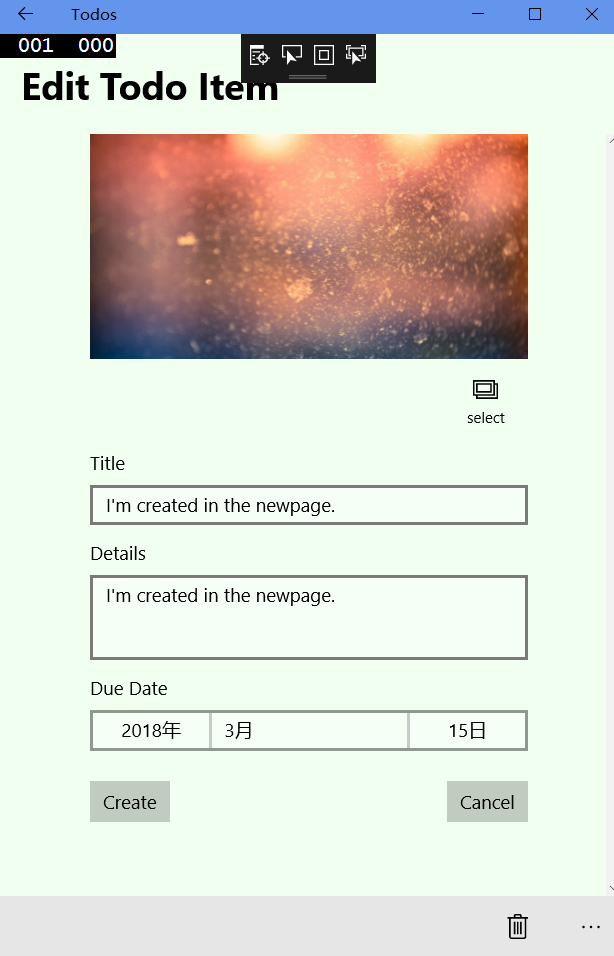 Todos
001 000
Edit Todo Item
select
Title
I'm created in the newpage.
Details
I'm created in the newpage.
Due Date
2018年 3月 15日
Create Cancel